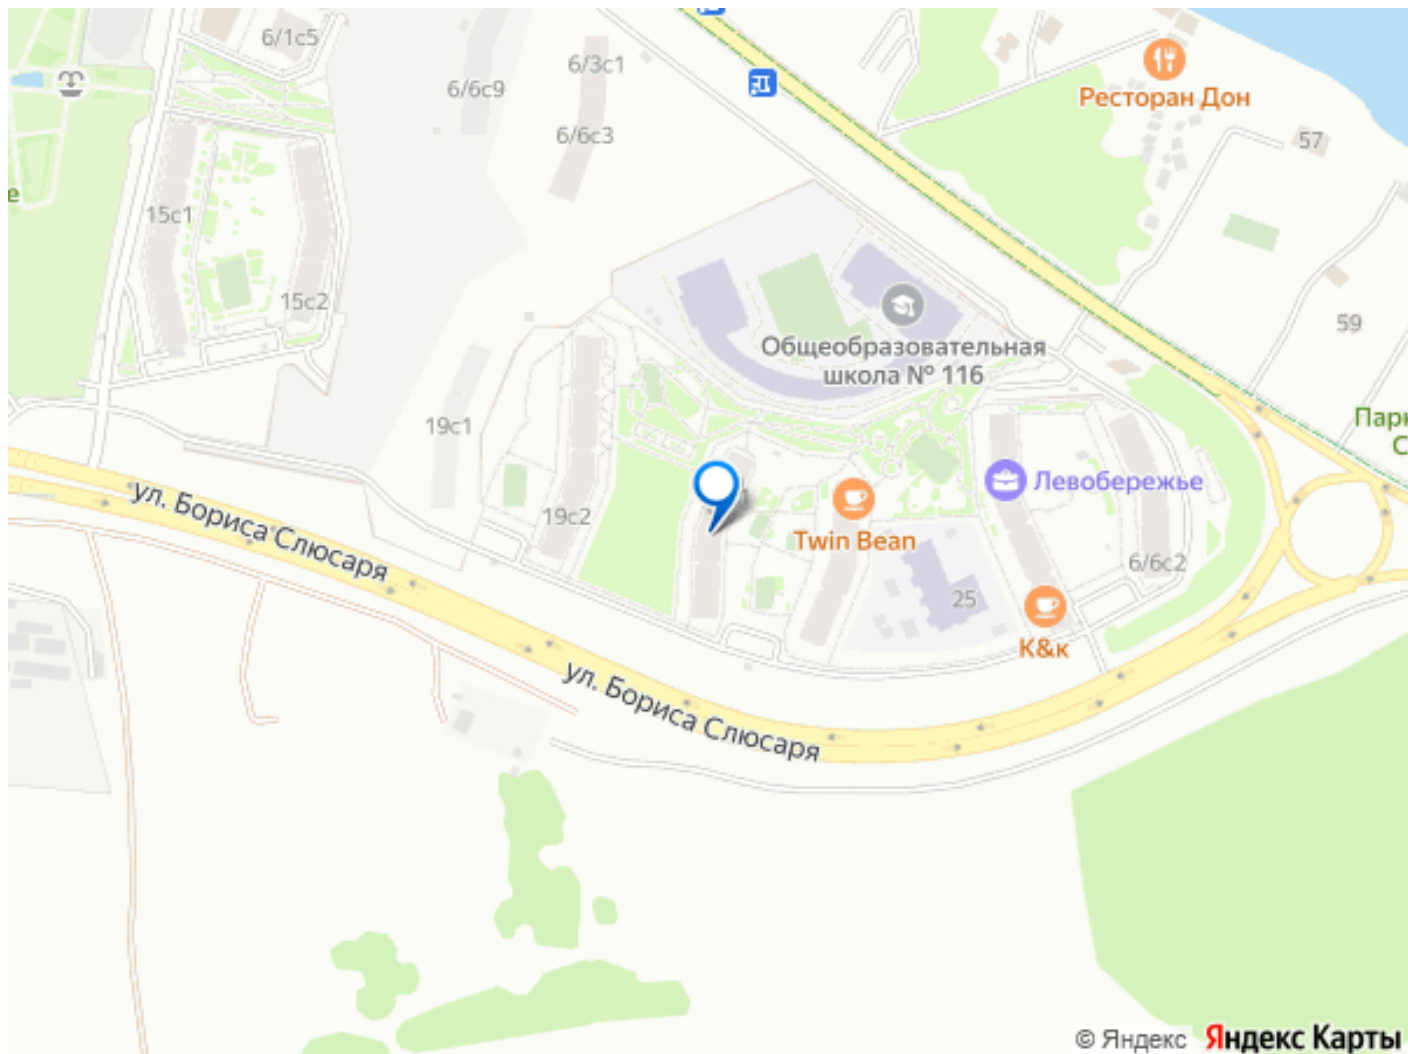 6/1с5
6/3с1
6/6с9
6/6с3
Ресторан Дон
57
е
15с1
15с2
59
Общеобразовательная
школа № 116
19с1
19с2
Парк
С
Левобережье
Twin Bean
6/6с2
25
К&к
ул. Бориса Слюсаря
ул. Бориса Слюсаря
© Яндекс Яндекс Карты